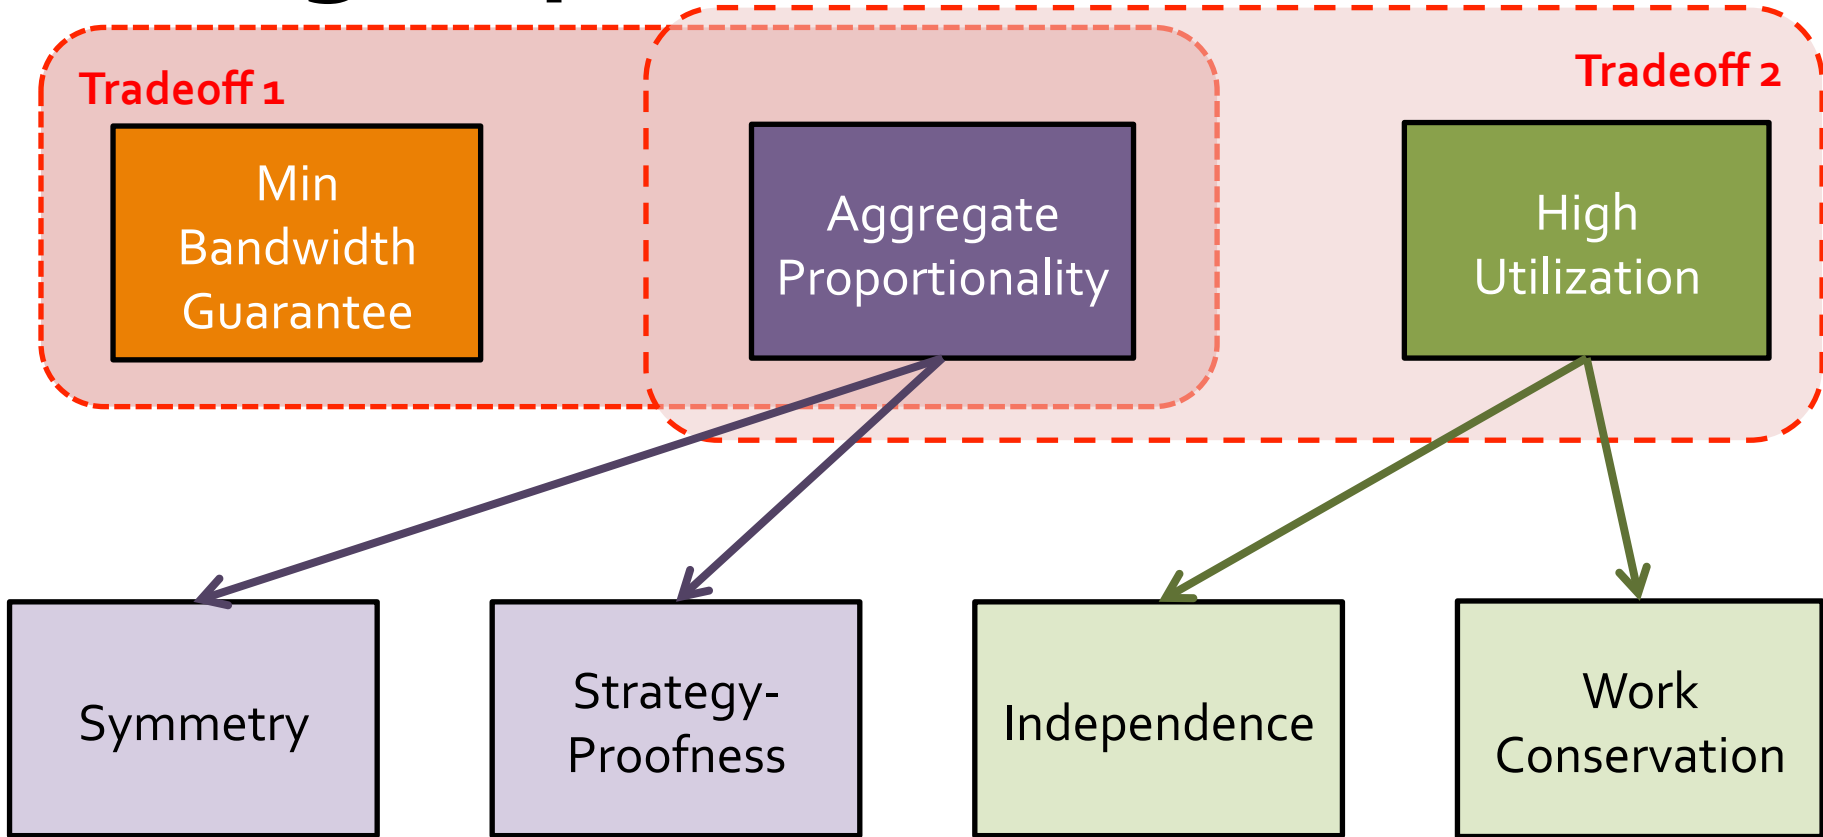 Tradeoff 1
Tradeoff 2
Min
Bandwidth
Guarantee
Aggregate
Proportionality
High
Utilization
Symmetry
Strategy-
Proofness
Independence
Work
Conservation